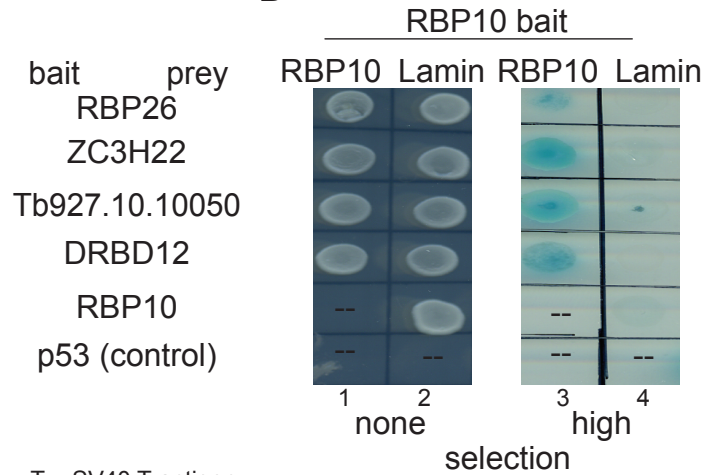 RBP10 bait
bait prey RBP10 Lamin RBP10 Lamin
RBP26
ZC3H22
Tb927.10.10050
DRBD12
RBP10 -- --
p53 (control) -- -- -- --
1 2 3 4
none high
selection